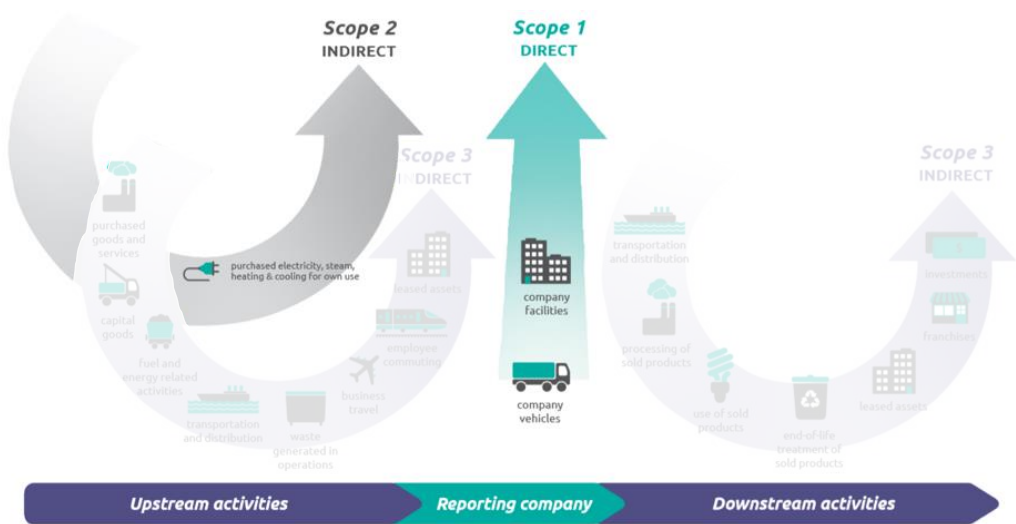 Scope 2
INDIRECT
Scope 1
DIRECT
Scope 3
INDIRECT
Scope 3
INDIRECT
purchased
goods and
services
capital
goods
fuel and
energy related
activities
transportation
and distribution
waste
generated in
operations
business
travel
employee
commuting
leased assets
purchased electricity, steam,
heating & cooling for own use
company
facilities
company
vehicles
transportation
and distribution
processing of
sold products
use of sold
products
end-of-life
treatment of
sold products
leased assets
franchises
investments
Upstream activities
Reporting company
Downstream activities